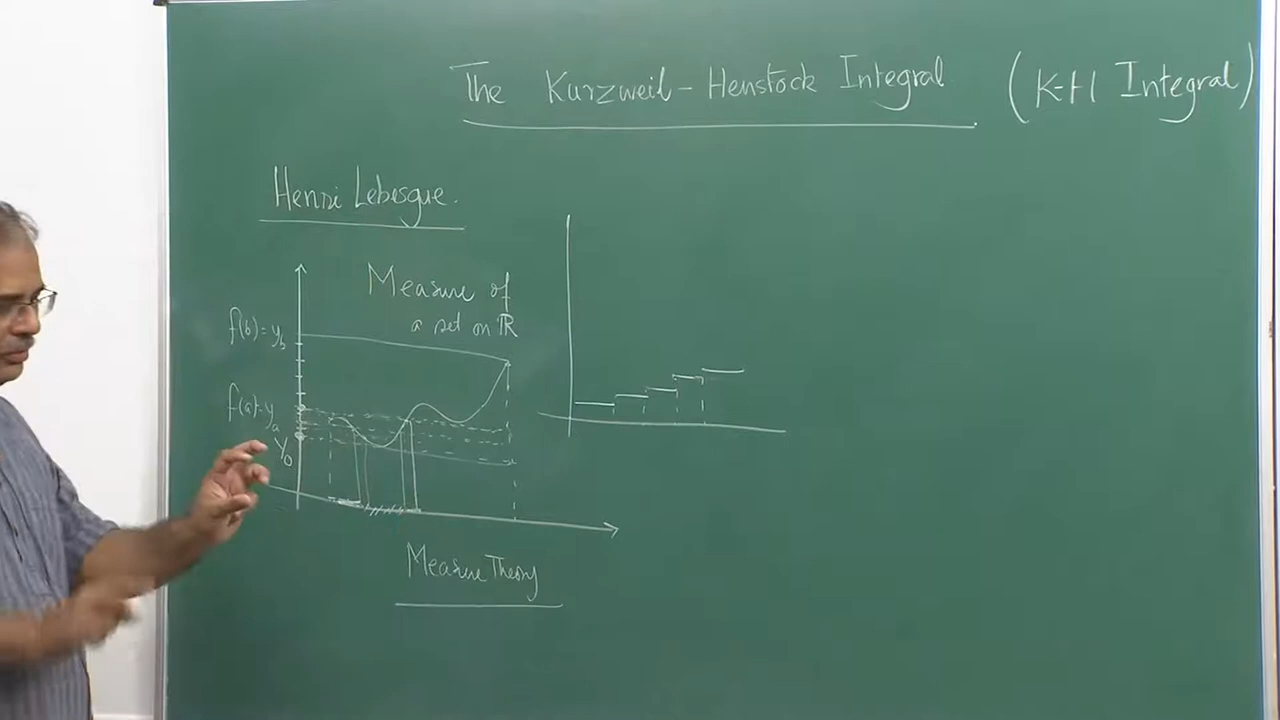 The Kurzweil-Henstock Integral (K-H Integral)
Henri Lebesgue.
Measure of
a set on ℝ
f(b)=y_b
f(a)=y_a
y_0
Measure Theory